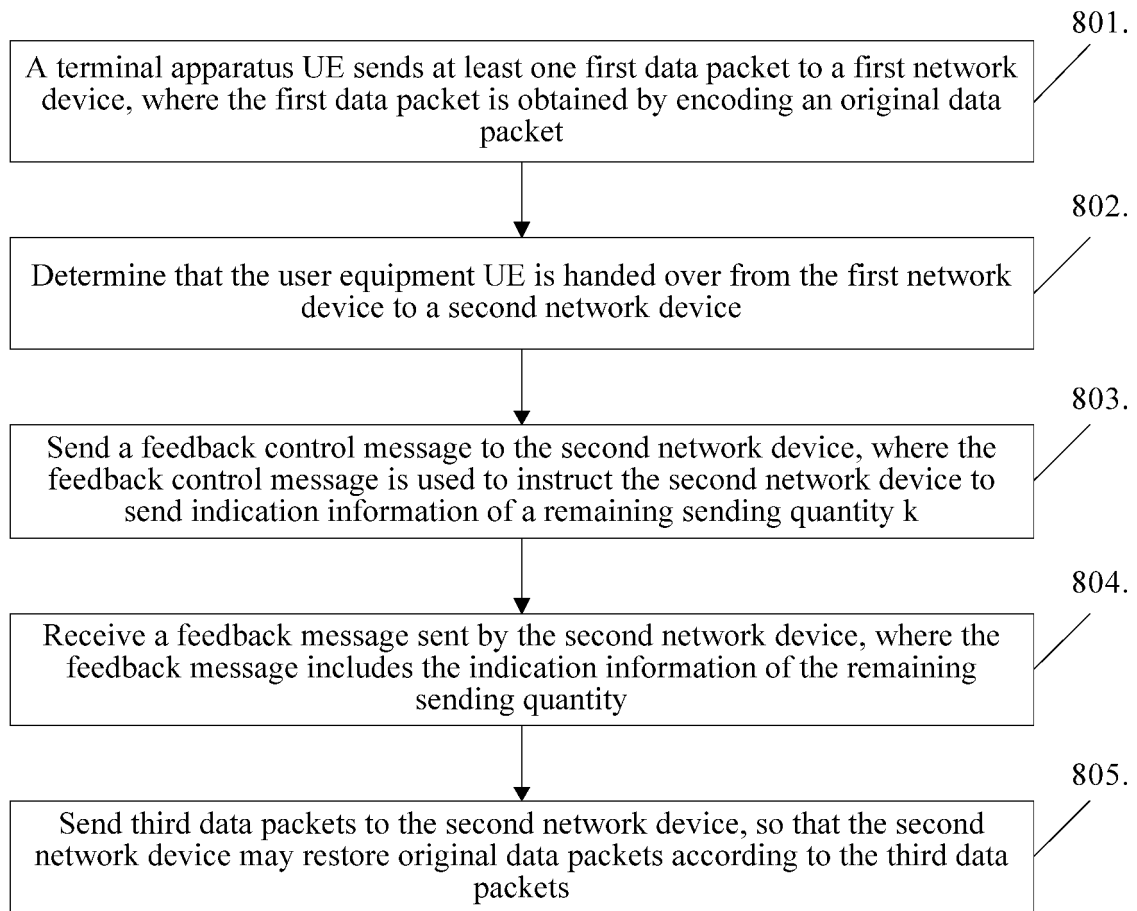 801.
A terminal apparatus UE sends at least one first data packet to a first network
device, where the first data packet is obtained by encoding an original data
packet
802.
Determine that the user equipment UE is handed over from the first network
device to a second network device
803.
Send a feedback control message to the second network device, where the
feedback control message is used to instruct the second network device to
send indication information of a remaining sending quantity k
804.
Receive a feedback message sent by the second network device, where the
feedback message includes the indication information of the remaining
sending quantity
805.
Send third data packets to the second network device, so that the second
network device may restore original data packets according to the third data
packets